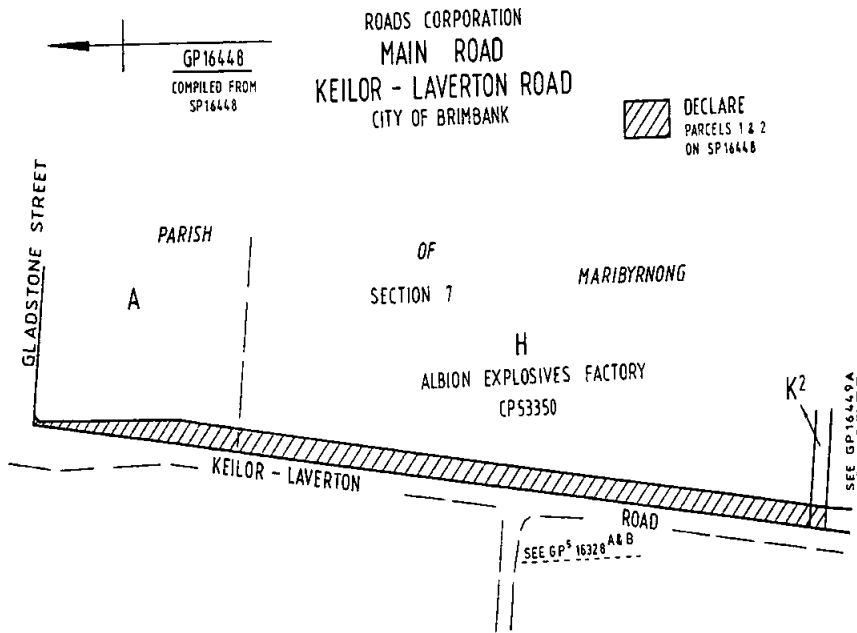 ROADS CORPORATION
MAIN ROAD
KEILOR - LAVERTON ROAD
CITY OF BRIMBANK
GP16448
COMPILED FROM
SP16448
DECLARE
PARCELS 1 & 2
ON SP16448
GLADSTONE STREET
PARISH
OF
MARIBYRNONG
SECTION 7
A
H
ALBION EXPLOSIVES FACTORY
CP53350
K²
SEE GP16449A
KEILOR - LAVERTON
ROAD
SEE GPˢ 16328 A&B